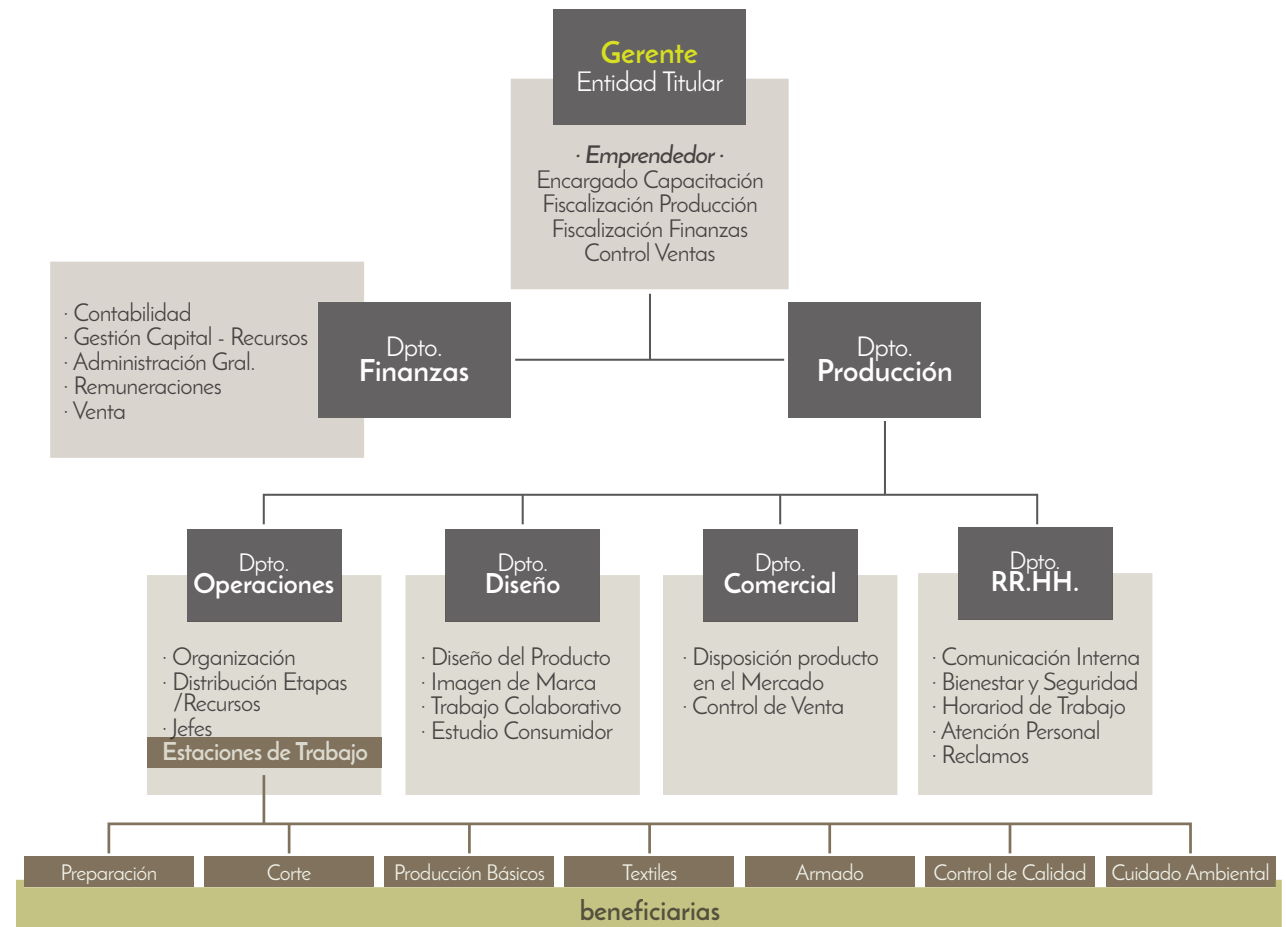 Gerente
Entidad Titular
· Emprendedor ·
Encargado Capacitación
Fiscalización Producción
Fiscalización Finanzas
Control Ventas
· Contabilidad
· Gestión Capital - Recursos
· Administración Gral.
· Remuneraciones
· Venta
Dpto.
Finanzas
Dpto.
Producción
Dpto.
Operaciones
· Organización
· Distribución Etapas
/Recursos
· Jefes
Estaciones de Trabajo
Dpto.
Diseño
· Diseño del Producto
· Imagen de Marca
· Trabajo Colaborativo
· Estudio Consumidor
Dpto.
Comercial
· Disposición producto
en el Mercado
· Control de Venta
Dpto.
RR.HH.
· Comunicación Interna
· Bienestar y Seguridad
· Horariod de Trabajo
· Atención Personal
· Reclamos
Preparación
Corte
Producción Básicos
Textiles
Armado
Control de Calidad
Cuidado Ambiental
beneficiarias